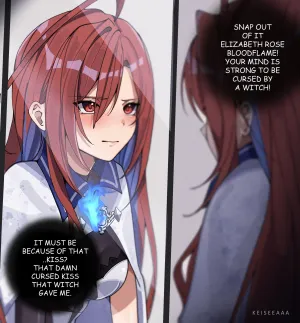 SNAP OUT
OF IT
ELIZABETH ROSE
BLOODFLAME!
YOUR MIND IS
STRONG TO BE
CURSED BY
A WITCH!
IT MUST BE
BECAUSE OF THAT
..KISS?
THAT DAMN
CURSED KISS
THAT WITCH
GAVE ME.
KEISEEAAA